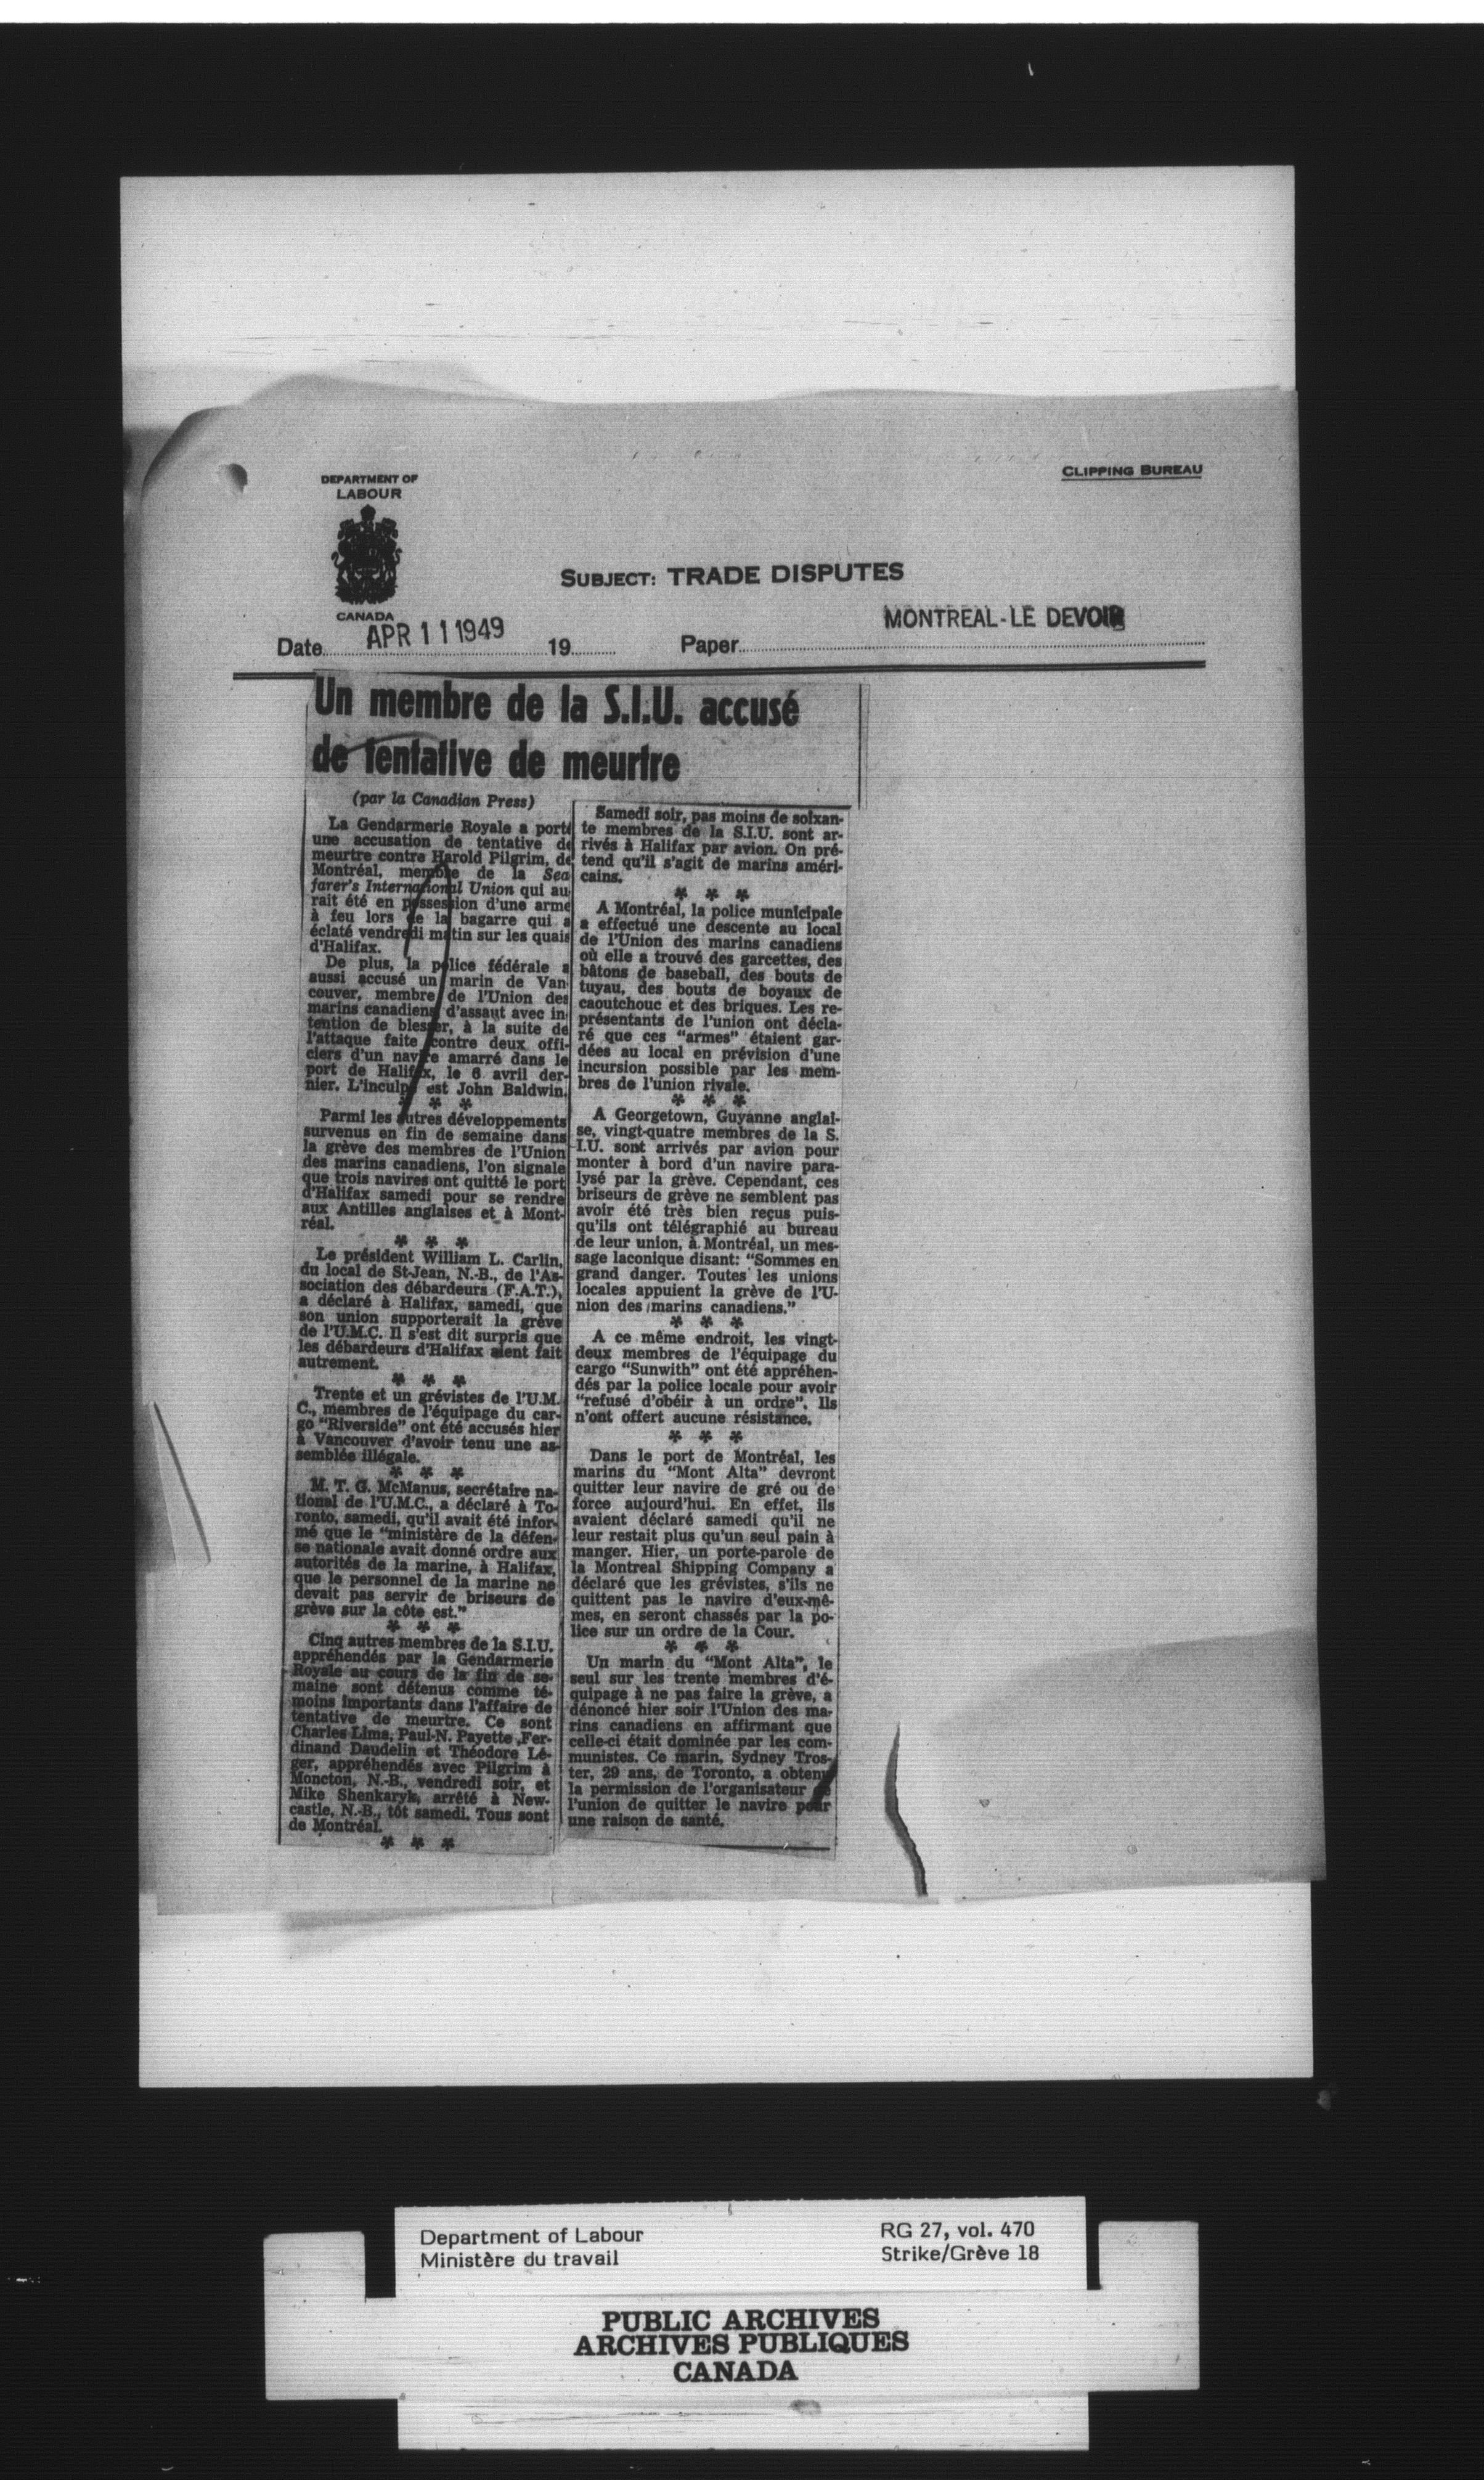 CLIPPING BUREAU
DEPARTMENT OF
LABOUR
CANADA
SUBJECT: TRADE DISPUTES
Date APR 11 1949 19 Paper MONTREAL-LE DEVOIR
Un membre de la S.I.U. accusé
de tentative de meurtre
(par la Canadian Press)
La Gendarmerie Royale a porté
une accusation de tentative de
meurtre contre Harold Pilgrim, de
Montréal, membre de la Sea
farer's International Union qui au
rait été en possession d'une arme
à feu lors de la bagarre qui a
éclaté vendredi matin sur les quais
d'Halifax.
De plus, la police fédérale a
aussi accusé un marin de Van-
couver, membre de l'Union des
marins canadiens d'assaut avec in-
tention de blesser, à la suite de
l'attaque faite contre deux offi-
ciers d'un navire amarré dans le
port de Halifax, le 6 avril der-
nier. L'inculpé est John Baldwin.
* * *
Parmi les autres développements
survenus en fin de semaine dans
la grève des membres de l'Union
des marins canadiens, l'on signale
que trois navires ont quitté le port
d'Halifax samedi pour se rendre
aux Antilles anglaises et à Mont-
réal.
* * *
Le président William L. Carlin,
du local de St-Jean, N.-B., de l'As-
sociation des débardeurs (F.A.T.),
a déclaré à Halifax, samedi, que
son union supporterait la grève
de l'U.M.C. Il s'est dit surpris que
les débardeurs d'Halifax aient fait
autrement.
* * *
Trente et un grévistes de l'U.M.
C., membres de l'équipage du car-
go "Riverside" ont été accusés hier
à Vancouver d'avoir tenu une as-
semblée illégale.
* * *
M. T. G. McManus, secrétaire na-
tional de l'U.M.C., a déclaré à To-
ronto, samedi, qu'il avait été infor-
mé que le "ministère de la défen-
se nationale avait donné ordre aux
autorités de la marine, à Halifax,
que le personnel de la marine ne
devait pas servir de briseurs de
grève sur la côte est."
* * *
Cinq autres membres de la S.I.U.
appréhendés par la Gendarmerie
Royale au cours de la fin de se-
maine sont détenus comme té-
moins importants dans l'affaire de
tentative de meurtre. Ce sont
Charles Lima, Paul-N. Payette ,Fer-
dinand Daudelin et Théodore Lé-
ger, appréhendés avec Pilgrim à
Moncton, N.-B., vendredi soir, et
Mike Shenkaryk, arrêté à New-
castle, N.-B., tôt samedi. Tous sont
de Montréal.
* * *
Samedi soir, pas moins de soixan-
te membres de la S.I.U. sont ar-
rivés à Halifax par avion. On pré-
tend qu'il s'agit de marins améri-
cains.
* * *
A Montréal, la police municipale
a effectué une descente au local
de l'Union des marins canadiens
où elle a trouvé des garcettes, des
bâtons de baseball, des bouts de
tuyau, des bouts de boyaux de
caoutchouc et des briques. Les re-
présentants de l'union ont décla-
ré que ces "armes" étaient gar-
dées au local en prévision d'une
incursion possible par les mem-
bres de l'union rivale.
* * *
A Georgetown, Guyanne anglai-
se, vingt-quatre membres de la S.
I.U. sont arrivés par avion pour
monter à bord d'un navire para-
lysé par la grève. Cependant, ces
briseurs de grève ne semblent pas
avoir été très bien reçus puis-
qu'ils ont télégraphié au bureau
de leur union, à Montréal, un mes-
sage laconique disant: "Sommes en
grand danger. Toutes les unions
locales appuient la grève de l'U-
nion des marins canadiens."
* * *
A ce même endroit, les vingt-
deux membres de l'équipage du
cargo "Sunwith" ont été appréhen-
dés par la police locale pour avoir
"refusé d'obéir à un ordre". Ils
n'ont offert aucune résistance.
* * *
Dans le port de Montréal, les
marins du "Mont Alta" devront
quitter leur navire de gré ou de
force aujourd'hui. En effet, ils
avaient déclaré samedi qu'il ne
leur restait plus qu'un seul pain à
manger. Hier, un porte-parole de
la Montreal Shipping Company a
déclaré que les grévistes, s'ils ne
quittent pas le navire d'eux-mê-
mes, en seront chassés par la po-
lice sur un ordre de la Cour.
* * *
Un marin du "Mont Alta", le
seul sur les trente membres d'é-
quipage à ne pas faire la grève, a
dénoncé hier soir l'Union des ma-
rins canadiens en affirmant que
celle-ci était dominée par les com-
munistes. Ce marin, Sydney Tros-
ter, 29 ans, de Toronto, a obtenu
la permission de l'organisateur de
l'union de quitter le navire pour
une raison de santé.
Department of Labour
Ministère du travail
RG 27, vol. 470
Strike/Grève 18
PUBLIC ARCHIVES
ARCHIVES PUBLIQUES
CANADA